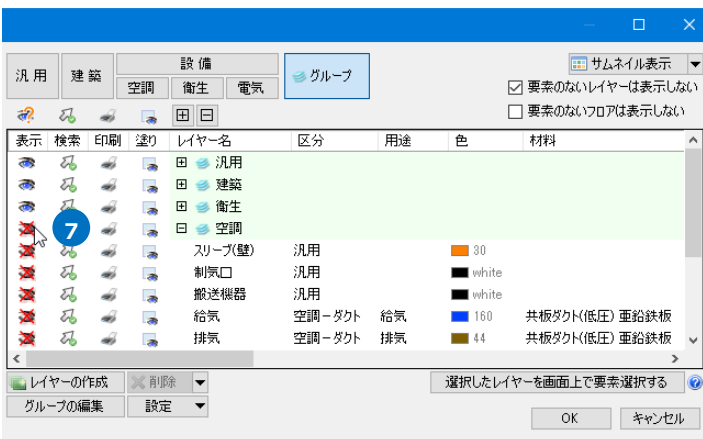 汎用 建築 設備 グループ サムネイル表示
空調 衛生 電気
要素のないレイヤーは表示しない
要素のないフロアは表示しない
表示 検索 印刷 塗り レイヤー名 区分 用途 色 材料
汎用
建築
衛生
7 空調
スリーブ(壁) 汎用 30
制気口 汎用 white
搬送機器 汎用 white
給気 空調-ダクト 給気 160 共板ダクト(低圧) 亜鉛鉄板
排気 空調-ダクト 排気 44 共板ダクト(低圧) 亜鉛鉄板
レイヤーの作成 削除 選択したレイヤーを画面上で要素選択する
グループの編集 設定
OK キャンセル